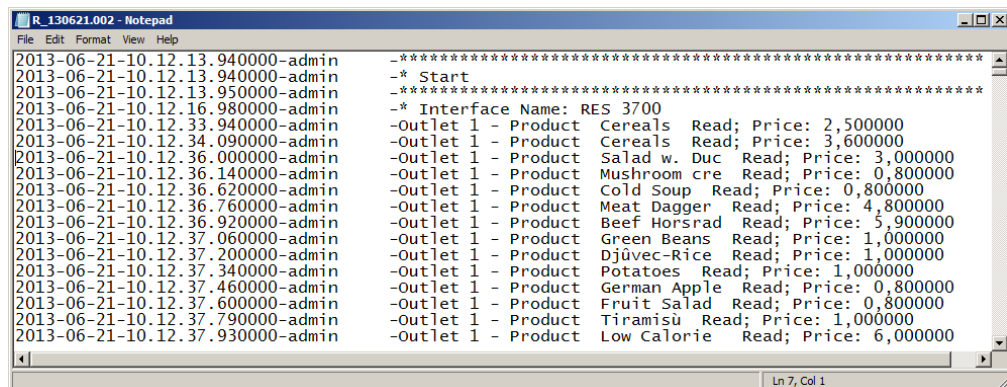 R_130621.002 - Notepad
File Edit Format View Help
2013-06-21-10.12.13.940000-admin -*********************************************************
2013-06-21-10.12.13.940000-admin -* Start
2013-06-21-10.12.13.950000-admin -*********************************************************
2013-06-21-10.12.16.980000-admin -* Interface Name: RES 3700
2013-06-21-10.12.33.940000-admin -Outlet 1 - Product Cereals Read; Price: 2,500000
2013-06-21-10.12.34.090000-admin -Outlet 1 - Product Cereals Read; Price: 3,600000
2013-06-21-10.12.36.000000-admin -Outlet 1 - Product Salad w. Duc Read; Price: 3,000000
2013-06-21-10.12.36.140000-admin -Outlet 1 - Product Mushroom cre Read; Price: 0,800000
2013-06-21-10.12.36.620000-admin -Outlet 1 - Product Cold Soup Read; Price: 0,800000
2013-06-21-10.12.36.760000-admin -Outlet 1 - Product Meat Dagger Read; Price: 4,800000
2013-06-21-10.12.36.920000-admin -Outlet 1 - Product Beef Horsrad Read; Price: 5,900000
2013-06-21-10.12.37.060000-admin -Outlet 1 - Product Green Beans Read; Price: 1,000000
2013-06-21-10.12.37.200000-admin -Outlet 1 - Product Djûvec-Rice Read; Price: 1,000000
2013-06-21-10.12.37.340000-admin -Outlet 1 - Product Potatoes Read; Price: 1,000000
2013-06-21-10.12.37.460000-admin -Outlet 1 - Product German Apple Read; Price: 0,800000
2013-06-21-10.12.37.600000-admin -Outlet 1 - Product Fruit Salad Read; Price: 0,800000
2013-06-21-10.12.37.790000-admin -Outlet 1 - Product Tiramisù Read; Price: 1,000000
2013-06-21-10.12.37.930000-admin -Outlet 1 - Product Low Calorie Read; Price: 6,000000
Ln 7, Col 1